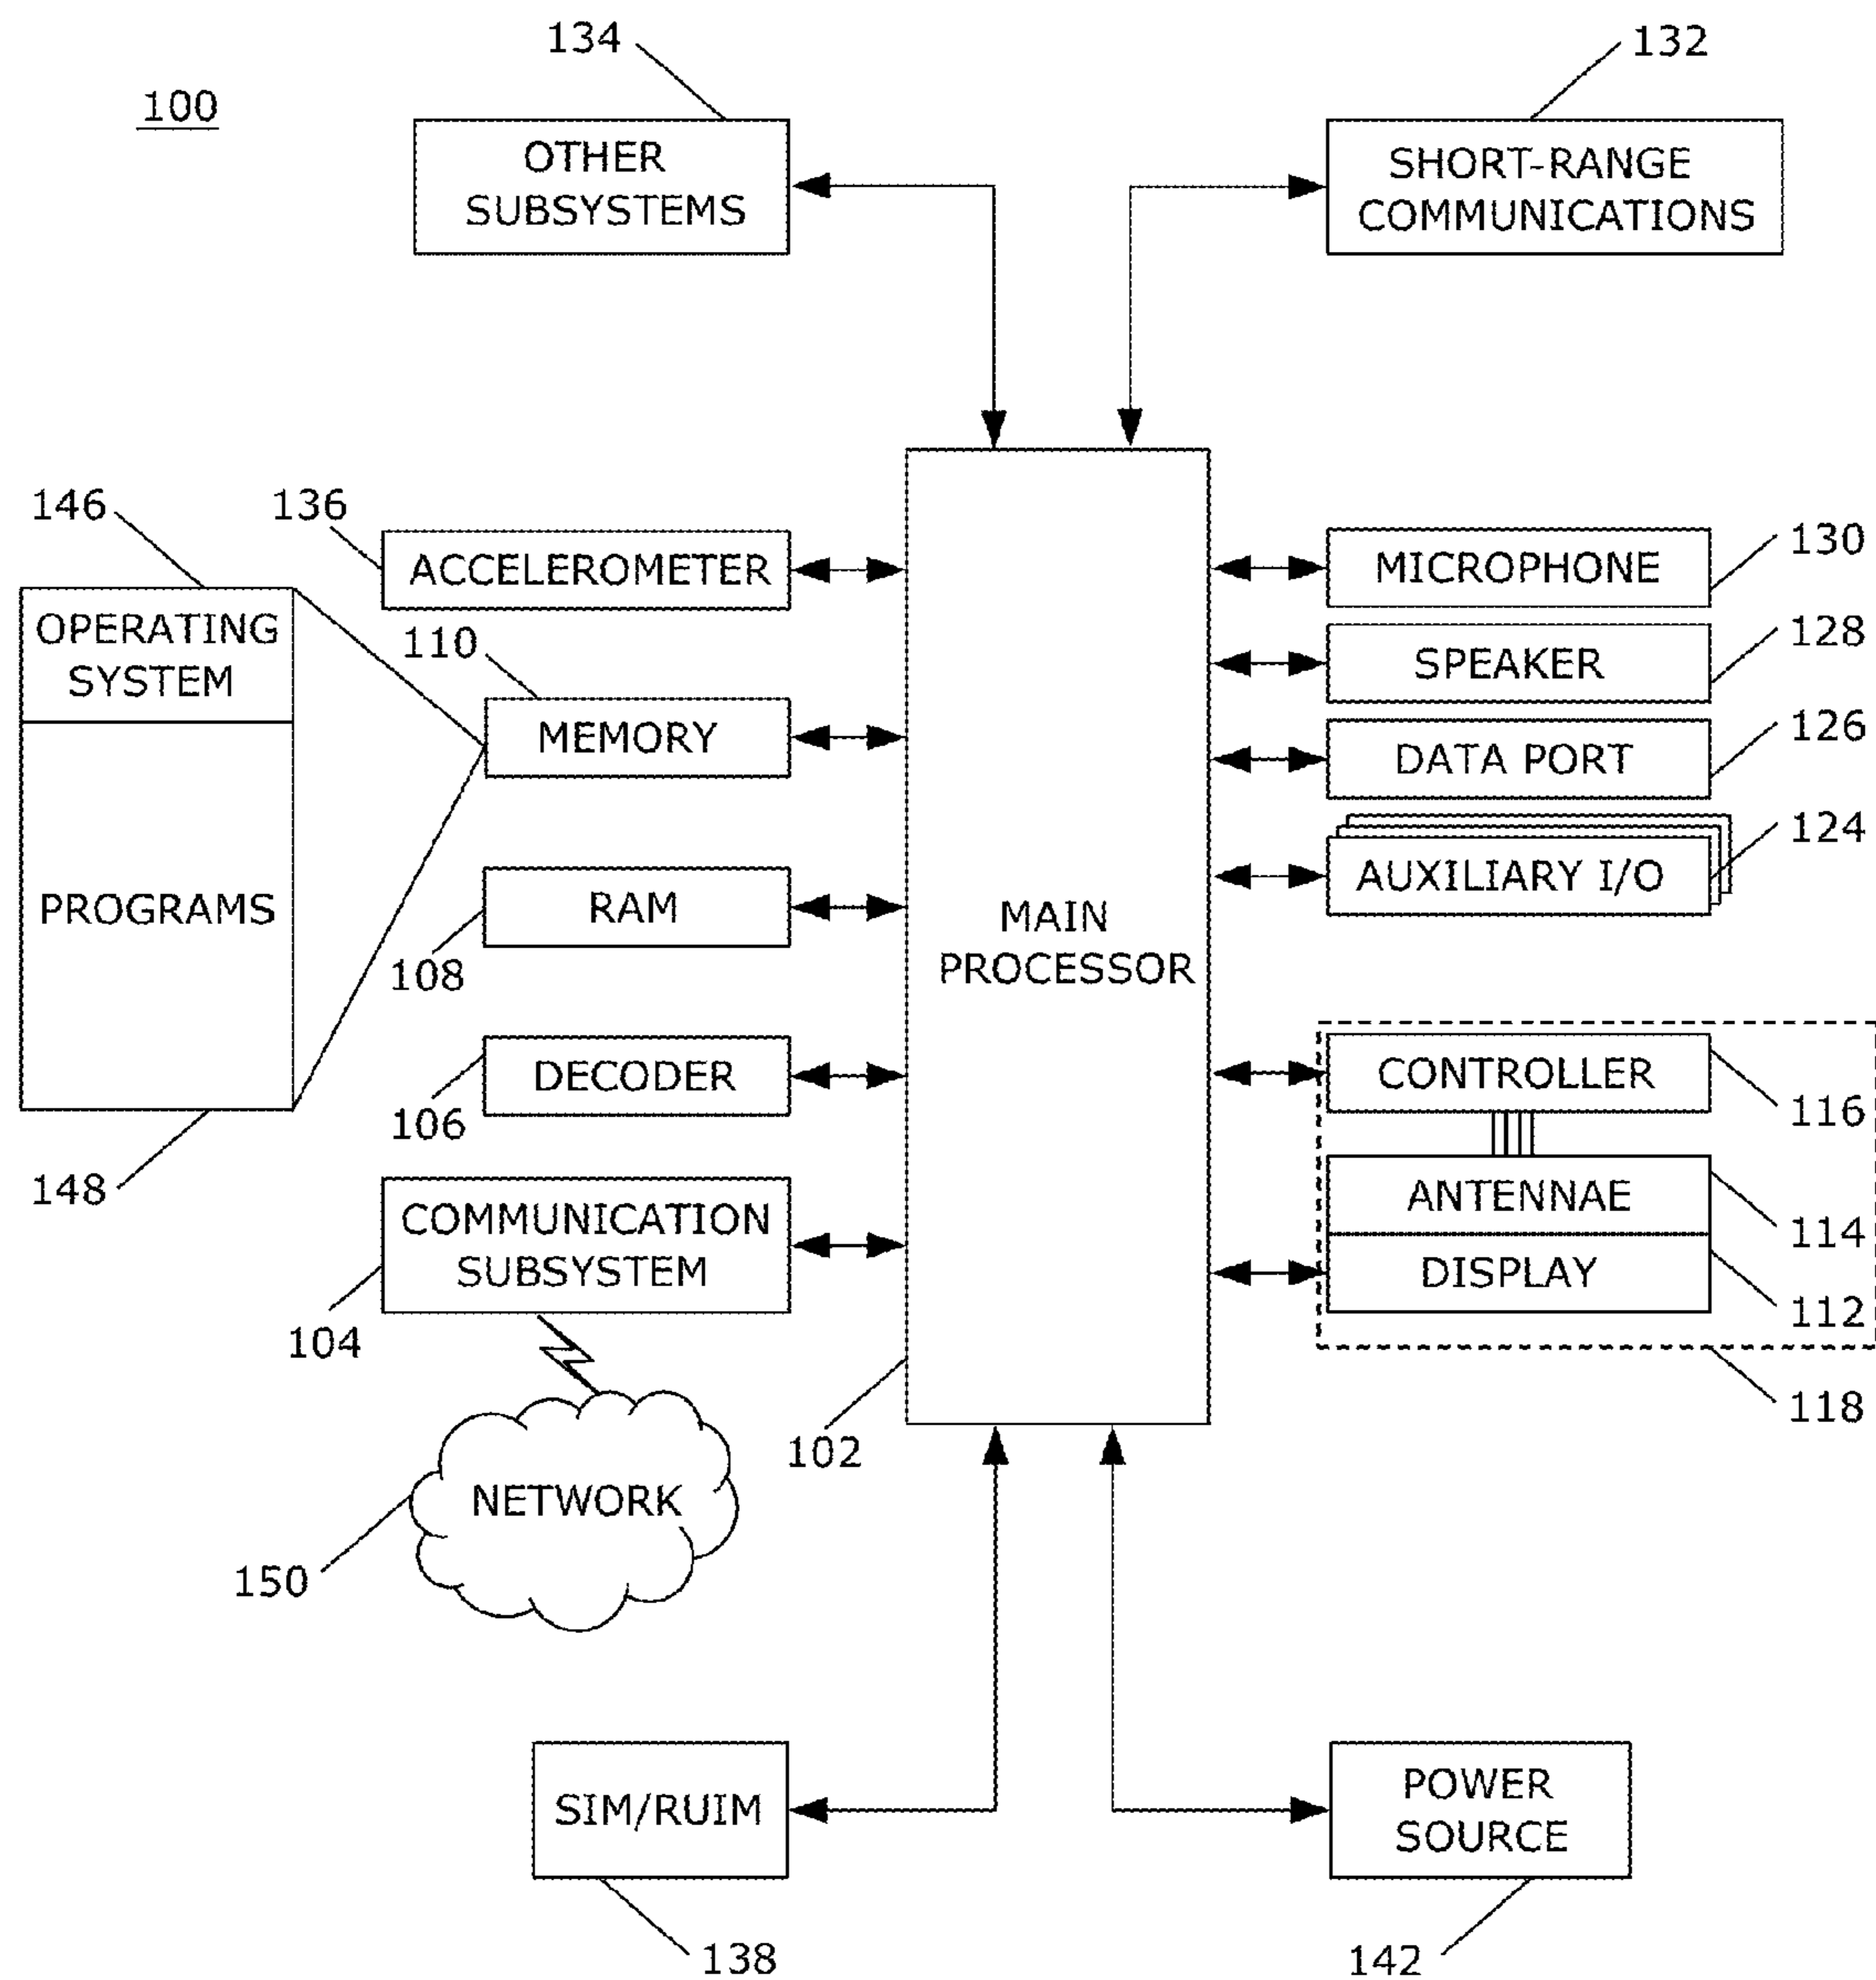 134
132
100
OTHER
SUBSYSTEMS
SHORT-RANGE
COMMUNICATIONS
146
136
ACCELEROMETER
MICROPHONE
130
OPERATING
SYSTEM
110
SPEAKER
128
MEMORY
DATA PORT
126
124
AUXILIARY I/O
PROGRAMS
RAM
108
MAIN
PROCESSOR
106
DECODER
CONTROLLER
116
148
COMMUNICATION
SUBSYSTEM
ANTENNAE
114
DISPLAY
112
104
118
102
NETWORK
150
SIM/RUIM
POWER
SOURCE
138
142